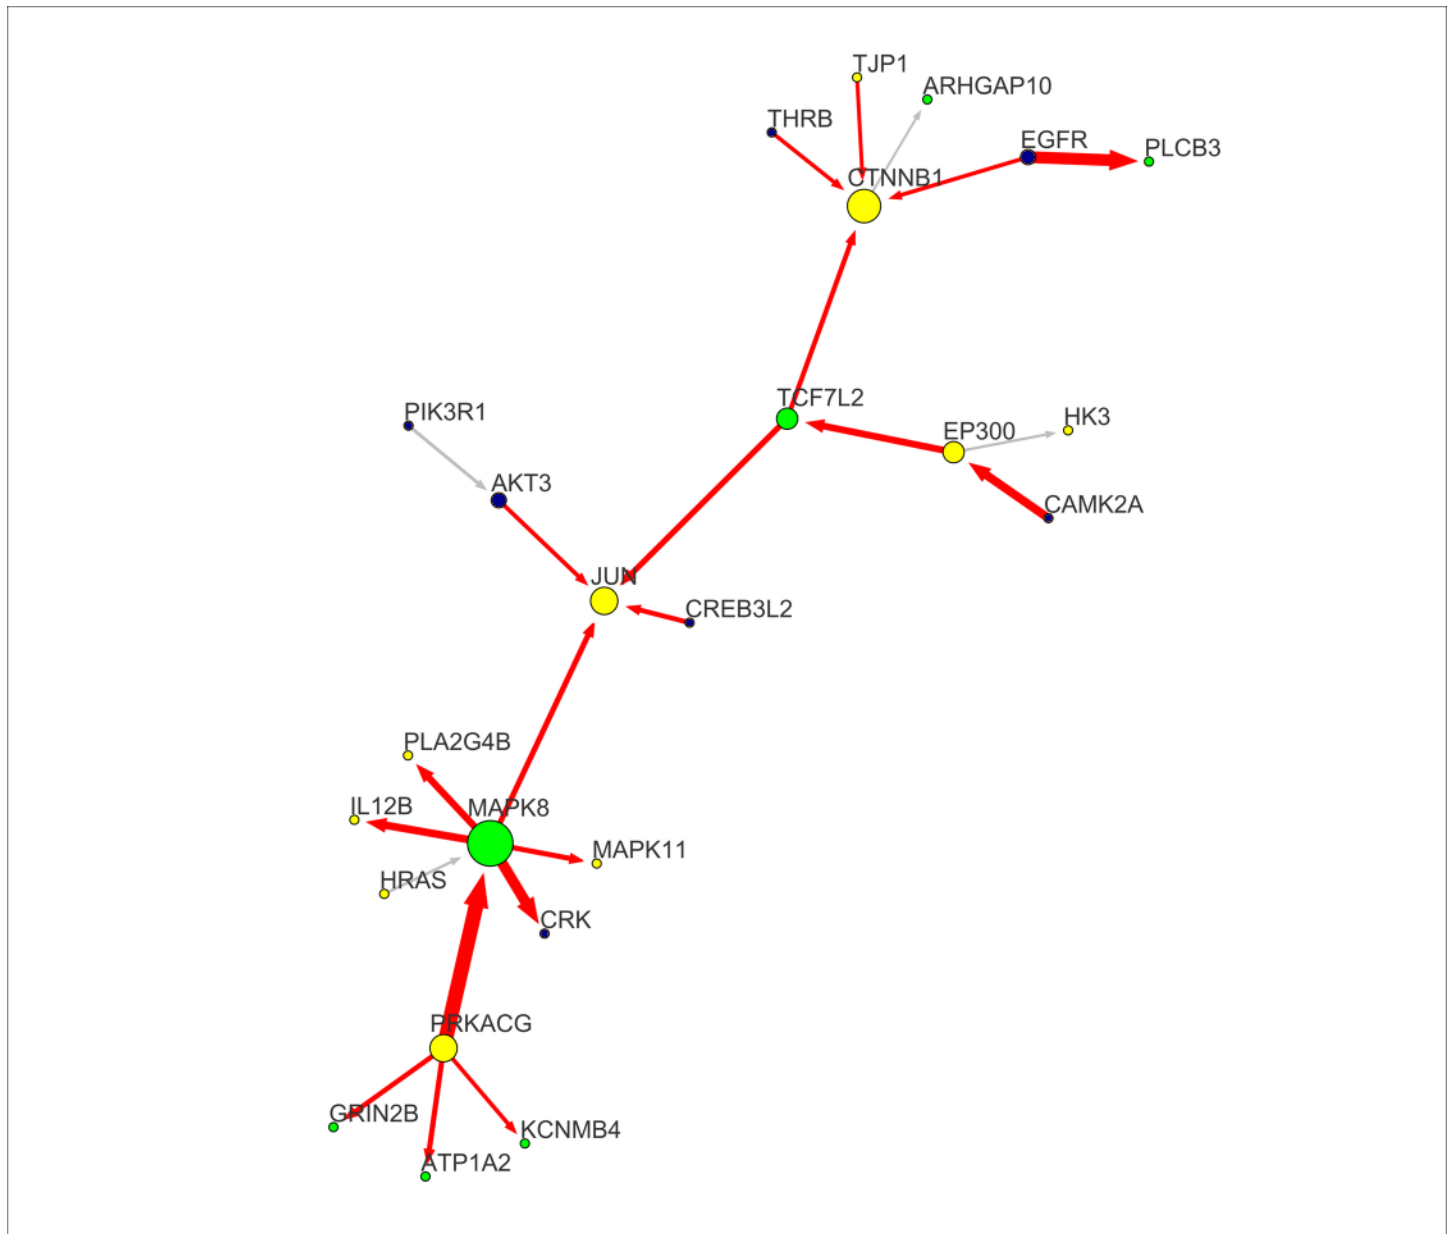 TJP1
ARHGAP10
THRB
EGFR
PLCB3
CTNNB1
TCF7L2
PIK3R1
HK3
EP300
AKT3
CAMK2A
JUN
CREB3L2
PLA2G4B
IL12B
MAPK8
MAPK11
HRAS
CRK
PRKACG
GRIN2B
KCNMB4
ATP1A2